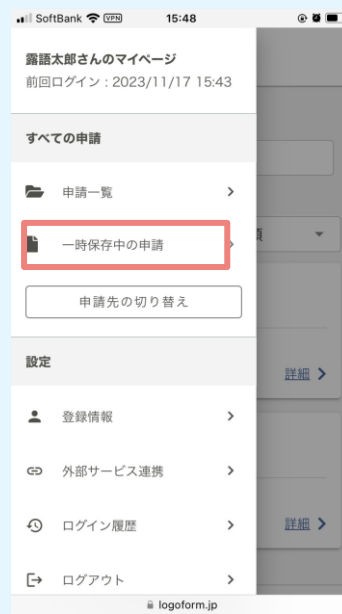 SoftBank VPN 15:48
露語太郎さんのマイページ
前回ログイン：2023/11/17 15:43
すべての申請
申請一覧
一時保存中の申請
申請先の切り替え
設定
詳細
登録情報
外部サービス連携
ログイン履歴
詳細
ログアウト
logoform.jp